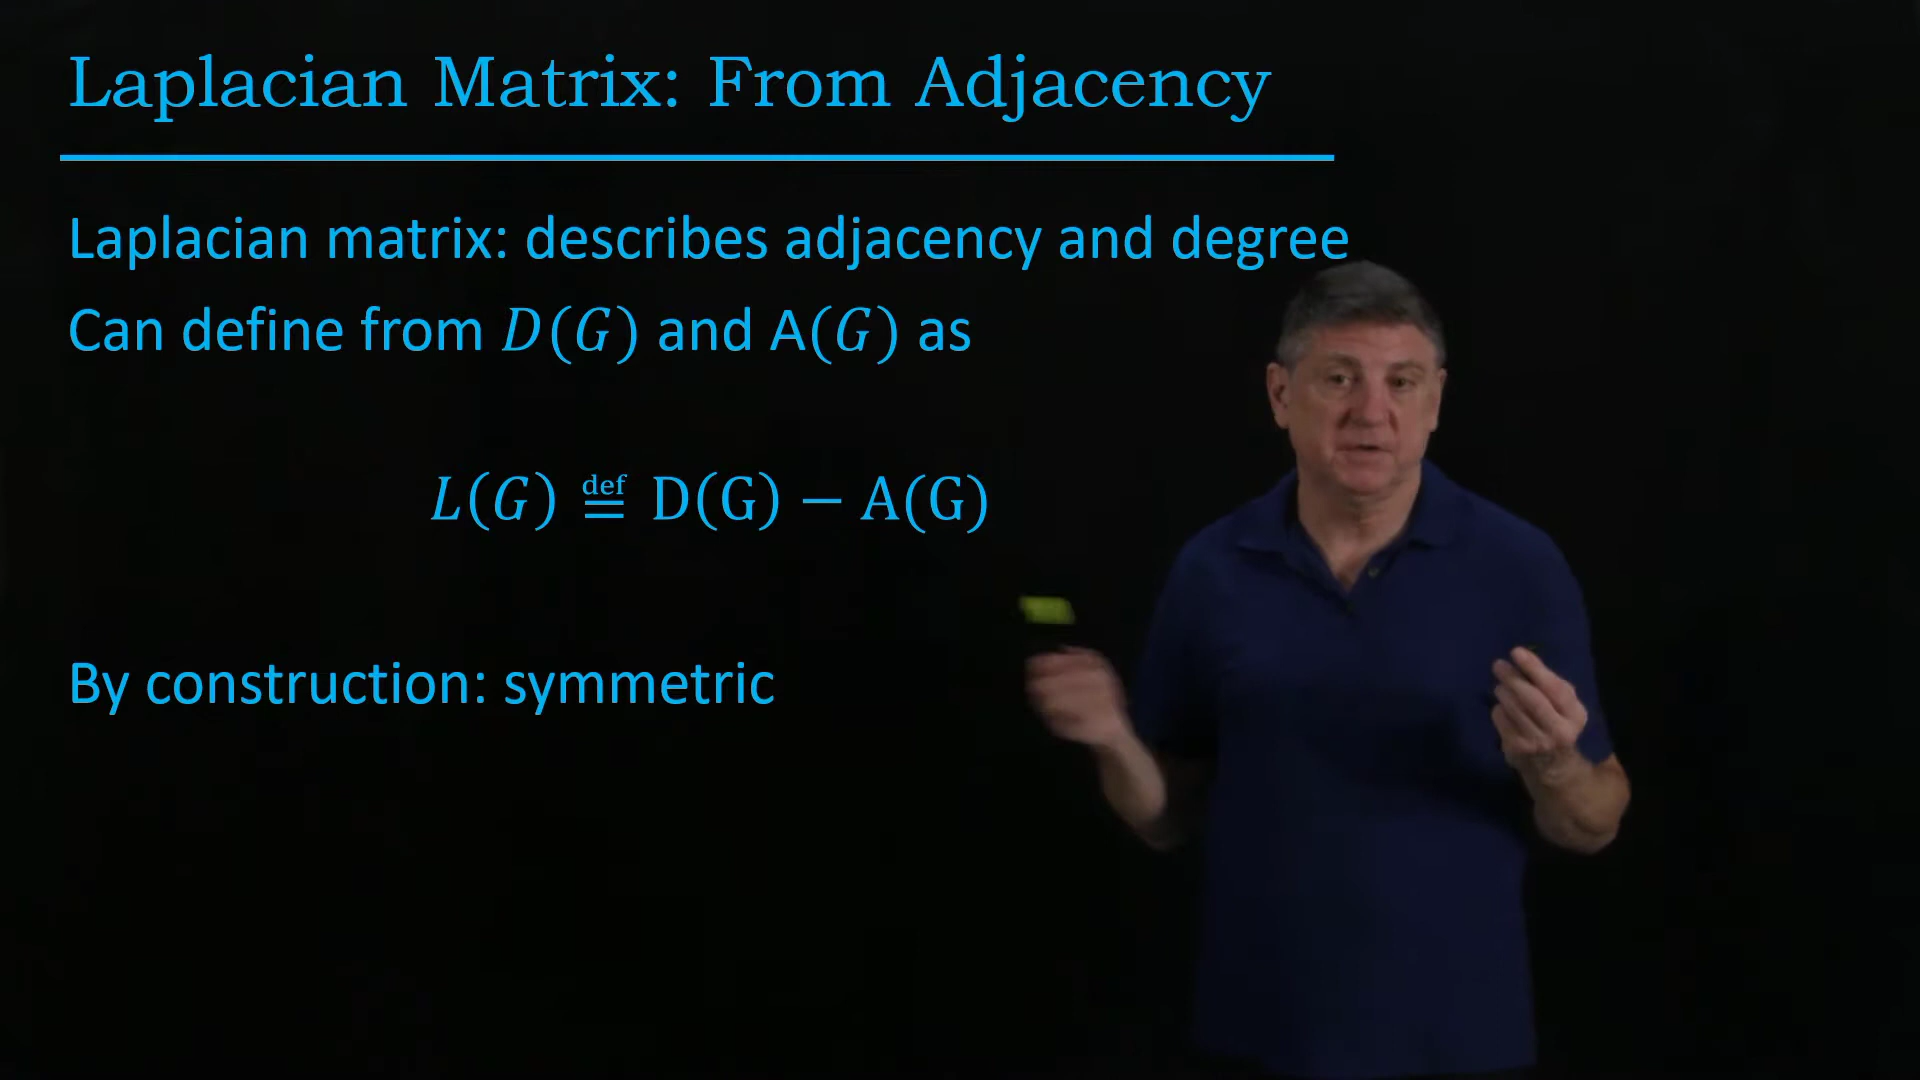 Laplacian Matrix: From Adjacency
Laplacian matrix: describes adjacency and degree
Can define from D(G) and A(G) as
L(G) ≝ D(G) − A(G)
By construction: symmetric